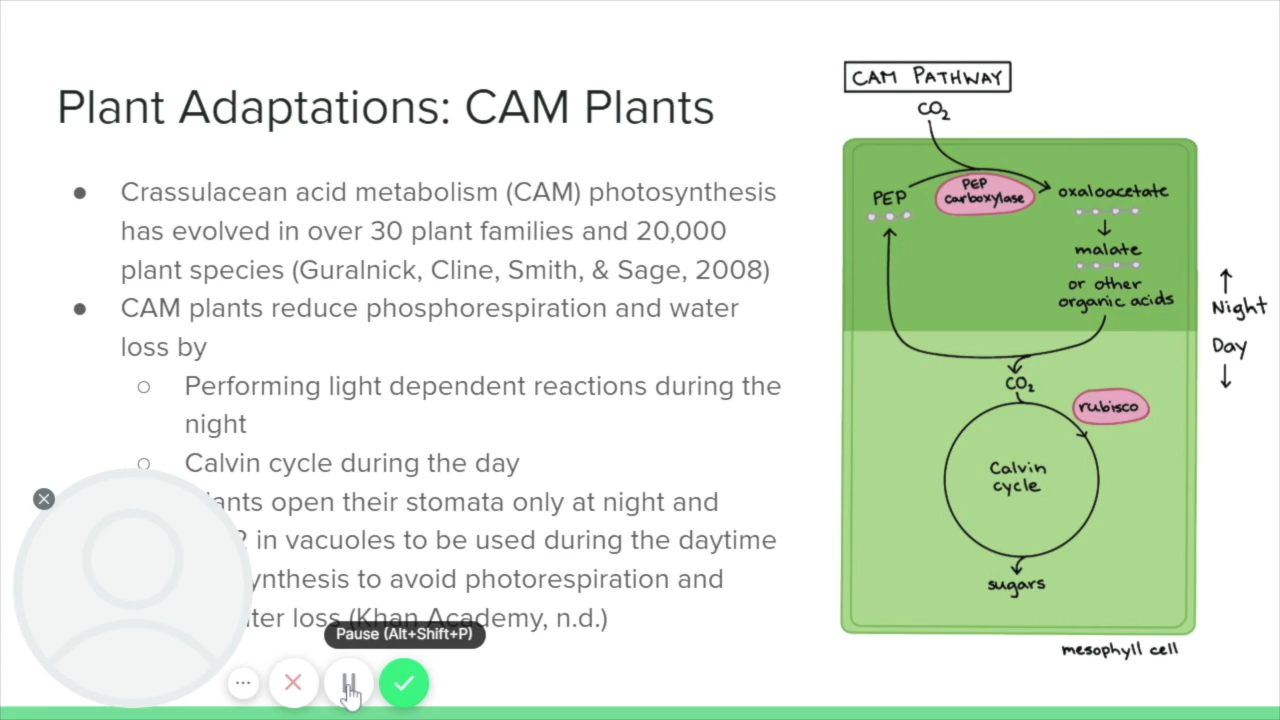 Plant Adaptations: CAM Plants
● Crassulacean acid metabolism (CAM) photosynthesis
has evolved in over 30 plant families and 20,000
plant species (Guralnick, Cline, Smith, & Sage, 2008)
● CAM plants reduce phosphorespiration and water
loss by
○ Performing light dependent reactions during the
night
○ Calvin cycle during the day
their stomata only at night and
open
in vacuoles to be used during the daytime
to avoid photorespiration and
loss (Khan Academy, n.d.)
Pause (Alt+Shift+P)
CAM PATHWAY
CO₂
PEP
PEP
carboxylase
oxaloacetate
malate
or other
organic acids
Night
Day
CO₂
rubisco
Calvin
cycle
sugars
mesophyll cell